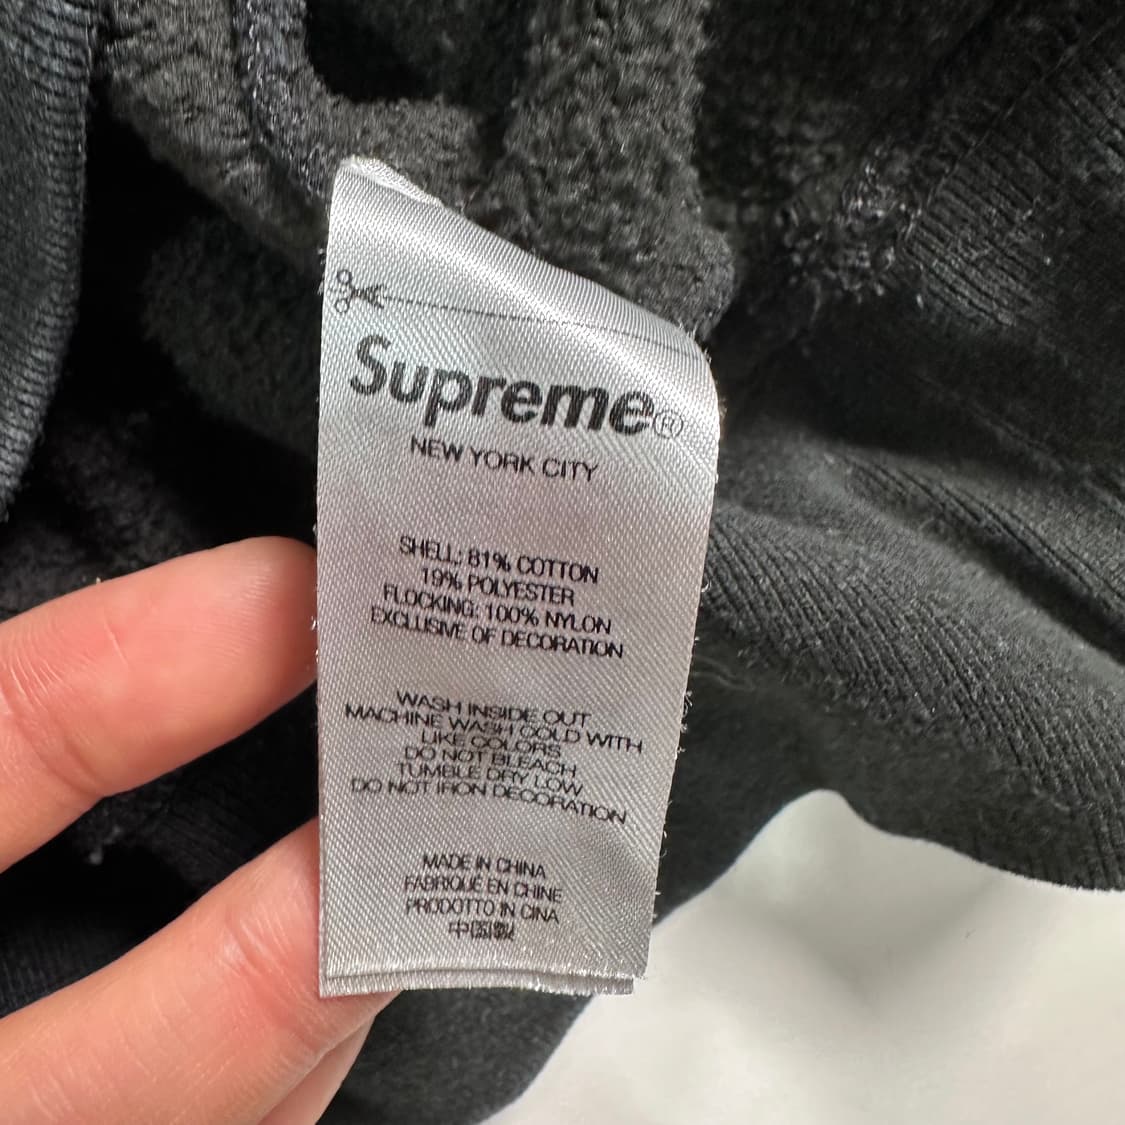 Supreme®
NEW YORK CITY
SHELL: 81% COTTON
19% POLYESTER
FLOCKING: 100% NYLON
EXCLUSIVE OF DECORATION
WASH INSIDE OUT
MACHINE WASH COLD WITH
LIKE COLORS
DO NOT BLEACH
TUMBLE DRY LOW
DO NOT IRON DECORATION
MADE IN CHINA
FABRIQUÉ EN CHINE
PRODOTTO IN CINA
中国製